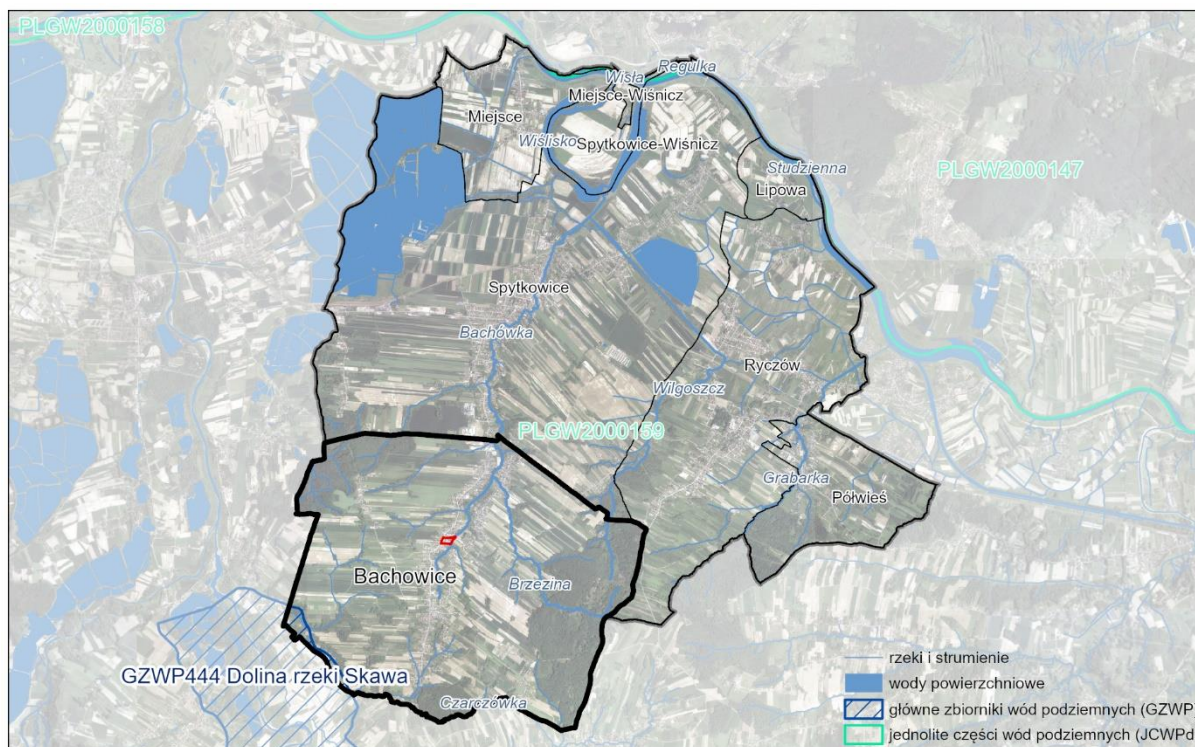 PLGW2000158
Regulka
Wisła
Miejsce-Wiśnicz
Miejsce
Wiślisko
Spytkowice-Wiśnicz
Studzienna
PLGW2000147
Lipowa
Spytkowice
Bachówka
Ryczów
Wilgoszcz
PLGW2000159
Grabarka
Półwieś
Bachowice
Brzezina
GZWP444 Dolina rzeki Skawa
Czarczówka
rzeki i strumienie
wody powierzchniowe
główne zbiorniki wód podziemnych (GZWP
jednolite części wód podziemnych (JCWPd